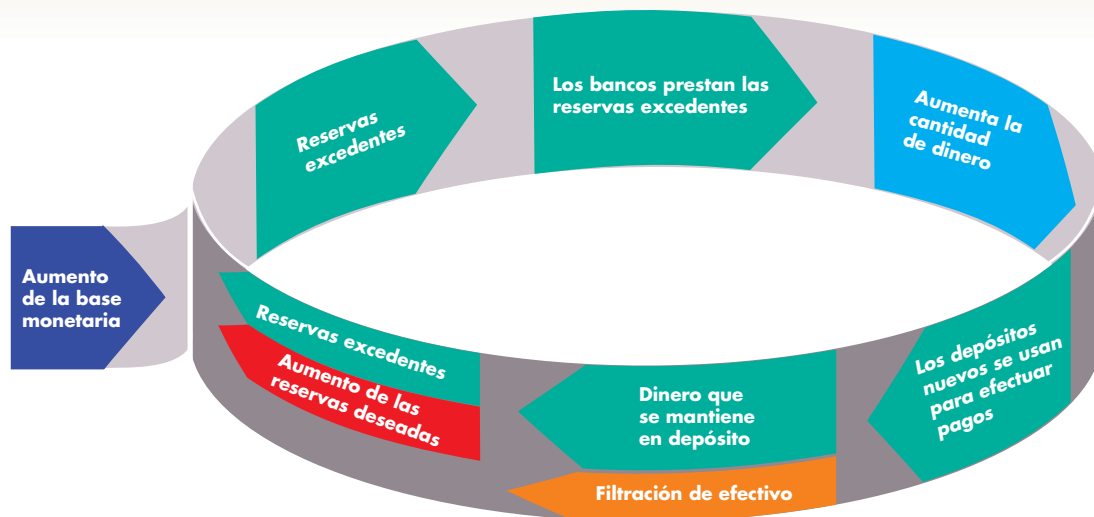 Aumento
de la base
monetaria
Reservas
excedentes
Los bancos prestan las
reservas excedentes
Aumenta la
cantidad
de dinero
Los depósitos
nuevos se usan
para efectuar
pagos
Dinero que
se mantiene
en depósito
Filtración de efectivo
Reservas excedentes
Aumento de las
reservas deseadas